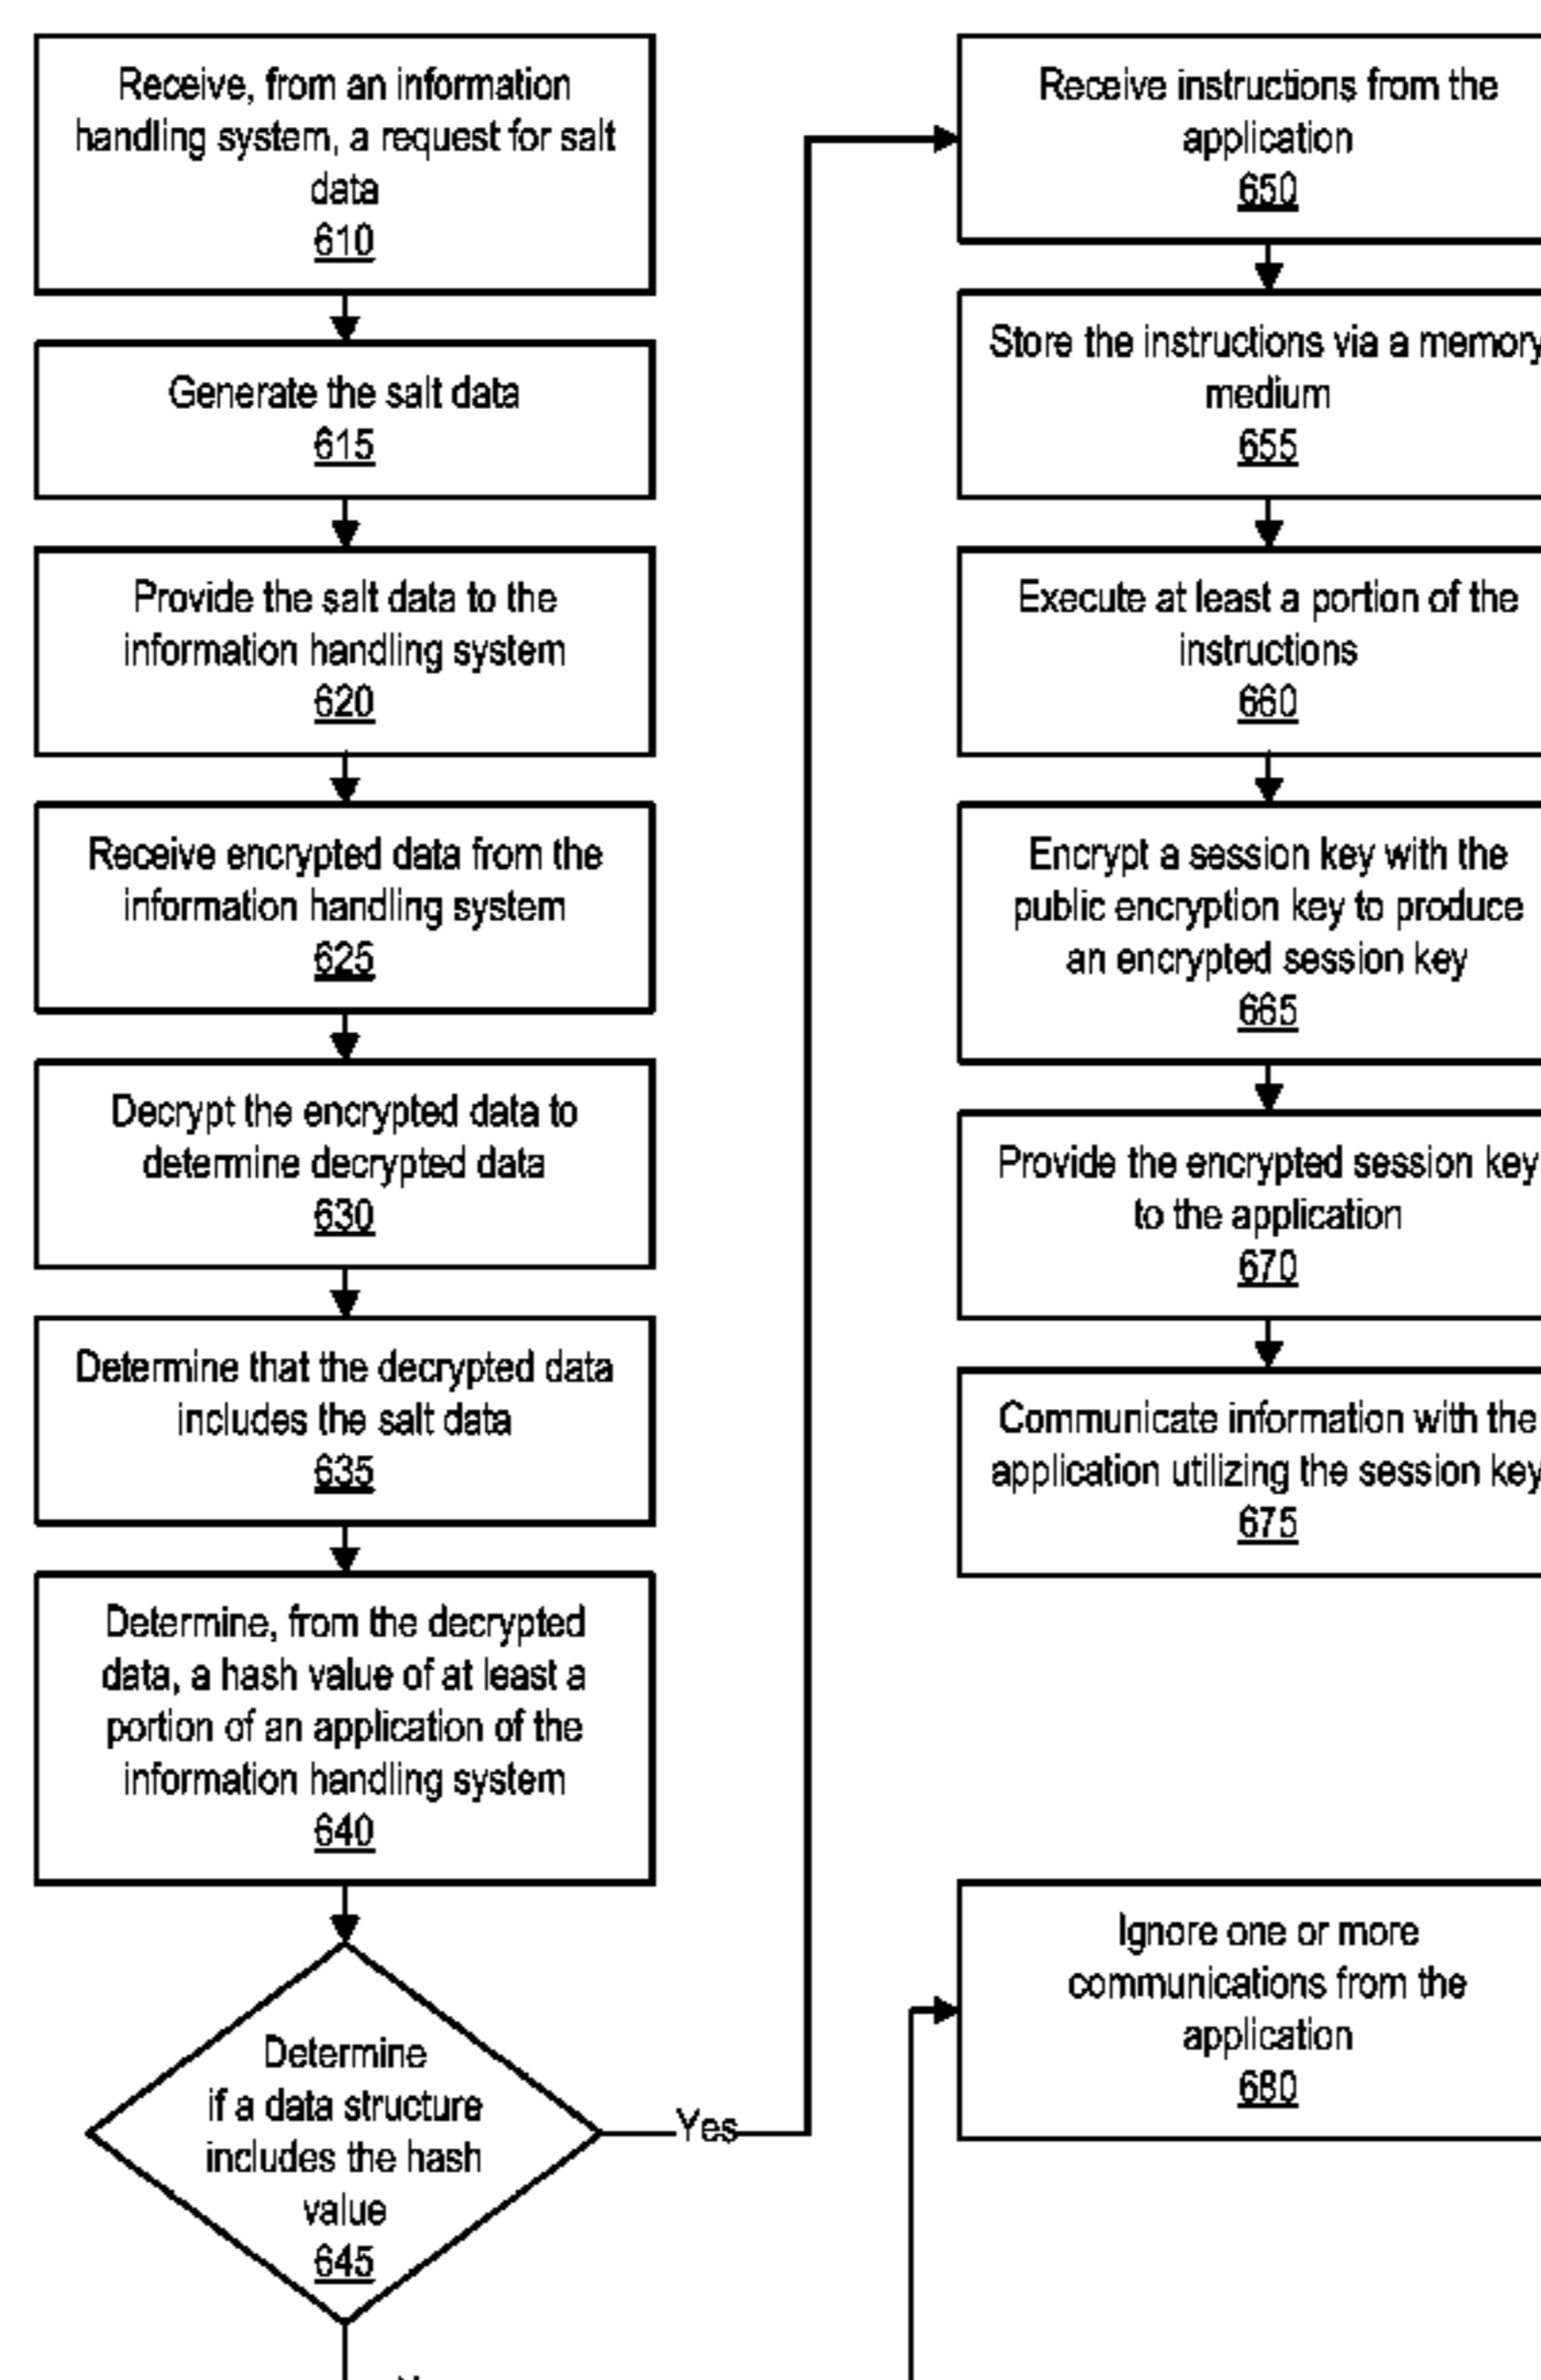 Receive, from an information
handling system, a request for salt
data
610
Generate the salt data
615
Provide the salt data to the
information handling system
620
Receive encrypted data from the
information handling system
625
Decrypt the encrypted data to
determine decrypted data
630
Determine that the decrypted data
includes the salt data
635
Determine, from the decrypted
data, a hash value of at least a
portion of an application of the
information handling system
640
Determine
if a data structure
includes the hash
value
645
Yes
Receive instructions from the
application
650
Store the instructions via a memory
medium
655
Execute at least a portion of the
instructions
660
Encrypt a session key with the
public encryption key to produce
an encrypted session key
665
Provide the encrypted session key
to the application
670
Communicate information with the
application utilizing the session key
675
Ignore one or more
communications from the
application
680